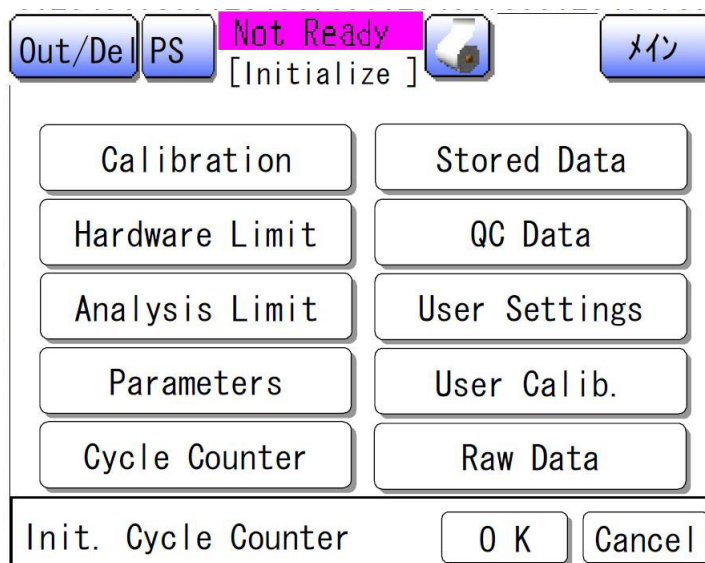 Out/Del PS Not Ready メイン
[Initialize ]
Calibration Stored Data
Hardware Limit QC Data
Analysis Limit User Settings
Parameters User Calib.
Cycle Counter Raw Data
Init. Cycle Counter OK Cancel